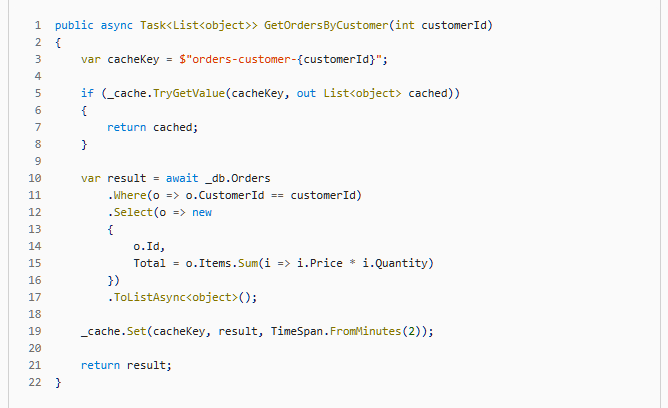 1 public async Task<List<object>> GetOrdersByCustomer(int customerId)
2 {
3     var cacheKey = $"orders-customer-{customerId}";
4
5     if (_cache.TryGetValue(cacheKey, out List<object> cached))
6     {
7         return cached;
8     }
9
10     var result = await _db.Orders
11         .Where(o => o.CustomerId == customerId)
12         .Select(o => new
13         {
14             o.Id,
15             Total = o.Items.Sum(i => i.Price * i.Quantity)
16         })
17         .ToListAsync<object>();
18
19     _cache.Set(cacheKey, result, TimeSpan.FromMinutes(2));
20
21     return result;
22 }